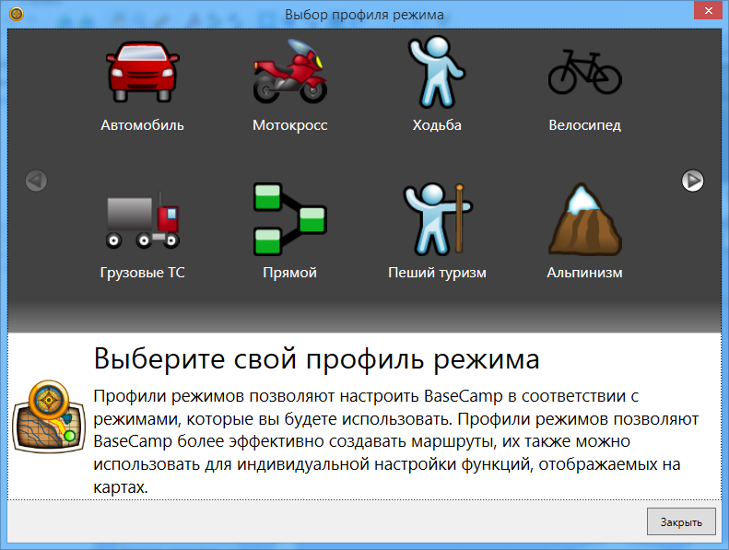 Выбор профиля режима
Автомобиль Мотокросс Ходьба Велосипед
Грузовые ТС Прямой Пеший туризм Альпинизм
Выберите свой профиль режима
Профили режимов позволяют настроить BaseCamp в соответствии с
режимами, которые вы будете использовать. Профили режимов позволяют
BaseCamp более эффективно создавать маршруты, их также можно
использовать для индивидуальной настройки функций, отображаемых на
картах.
Закрыть